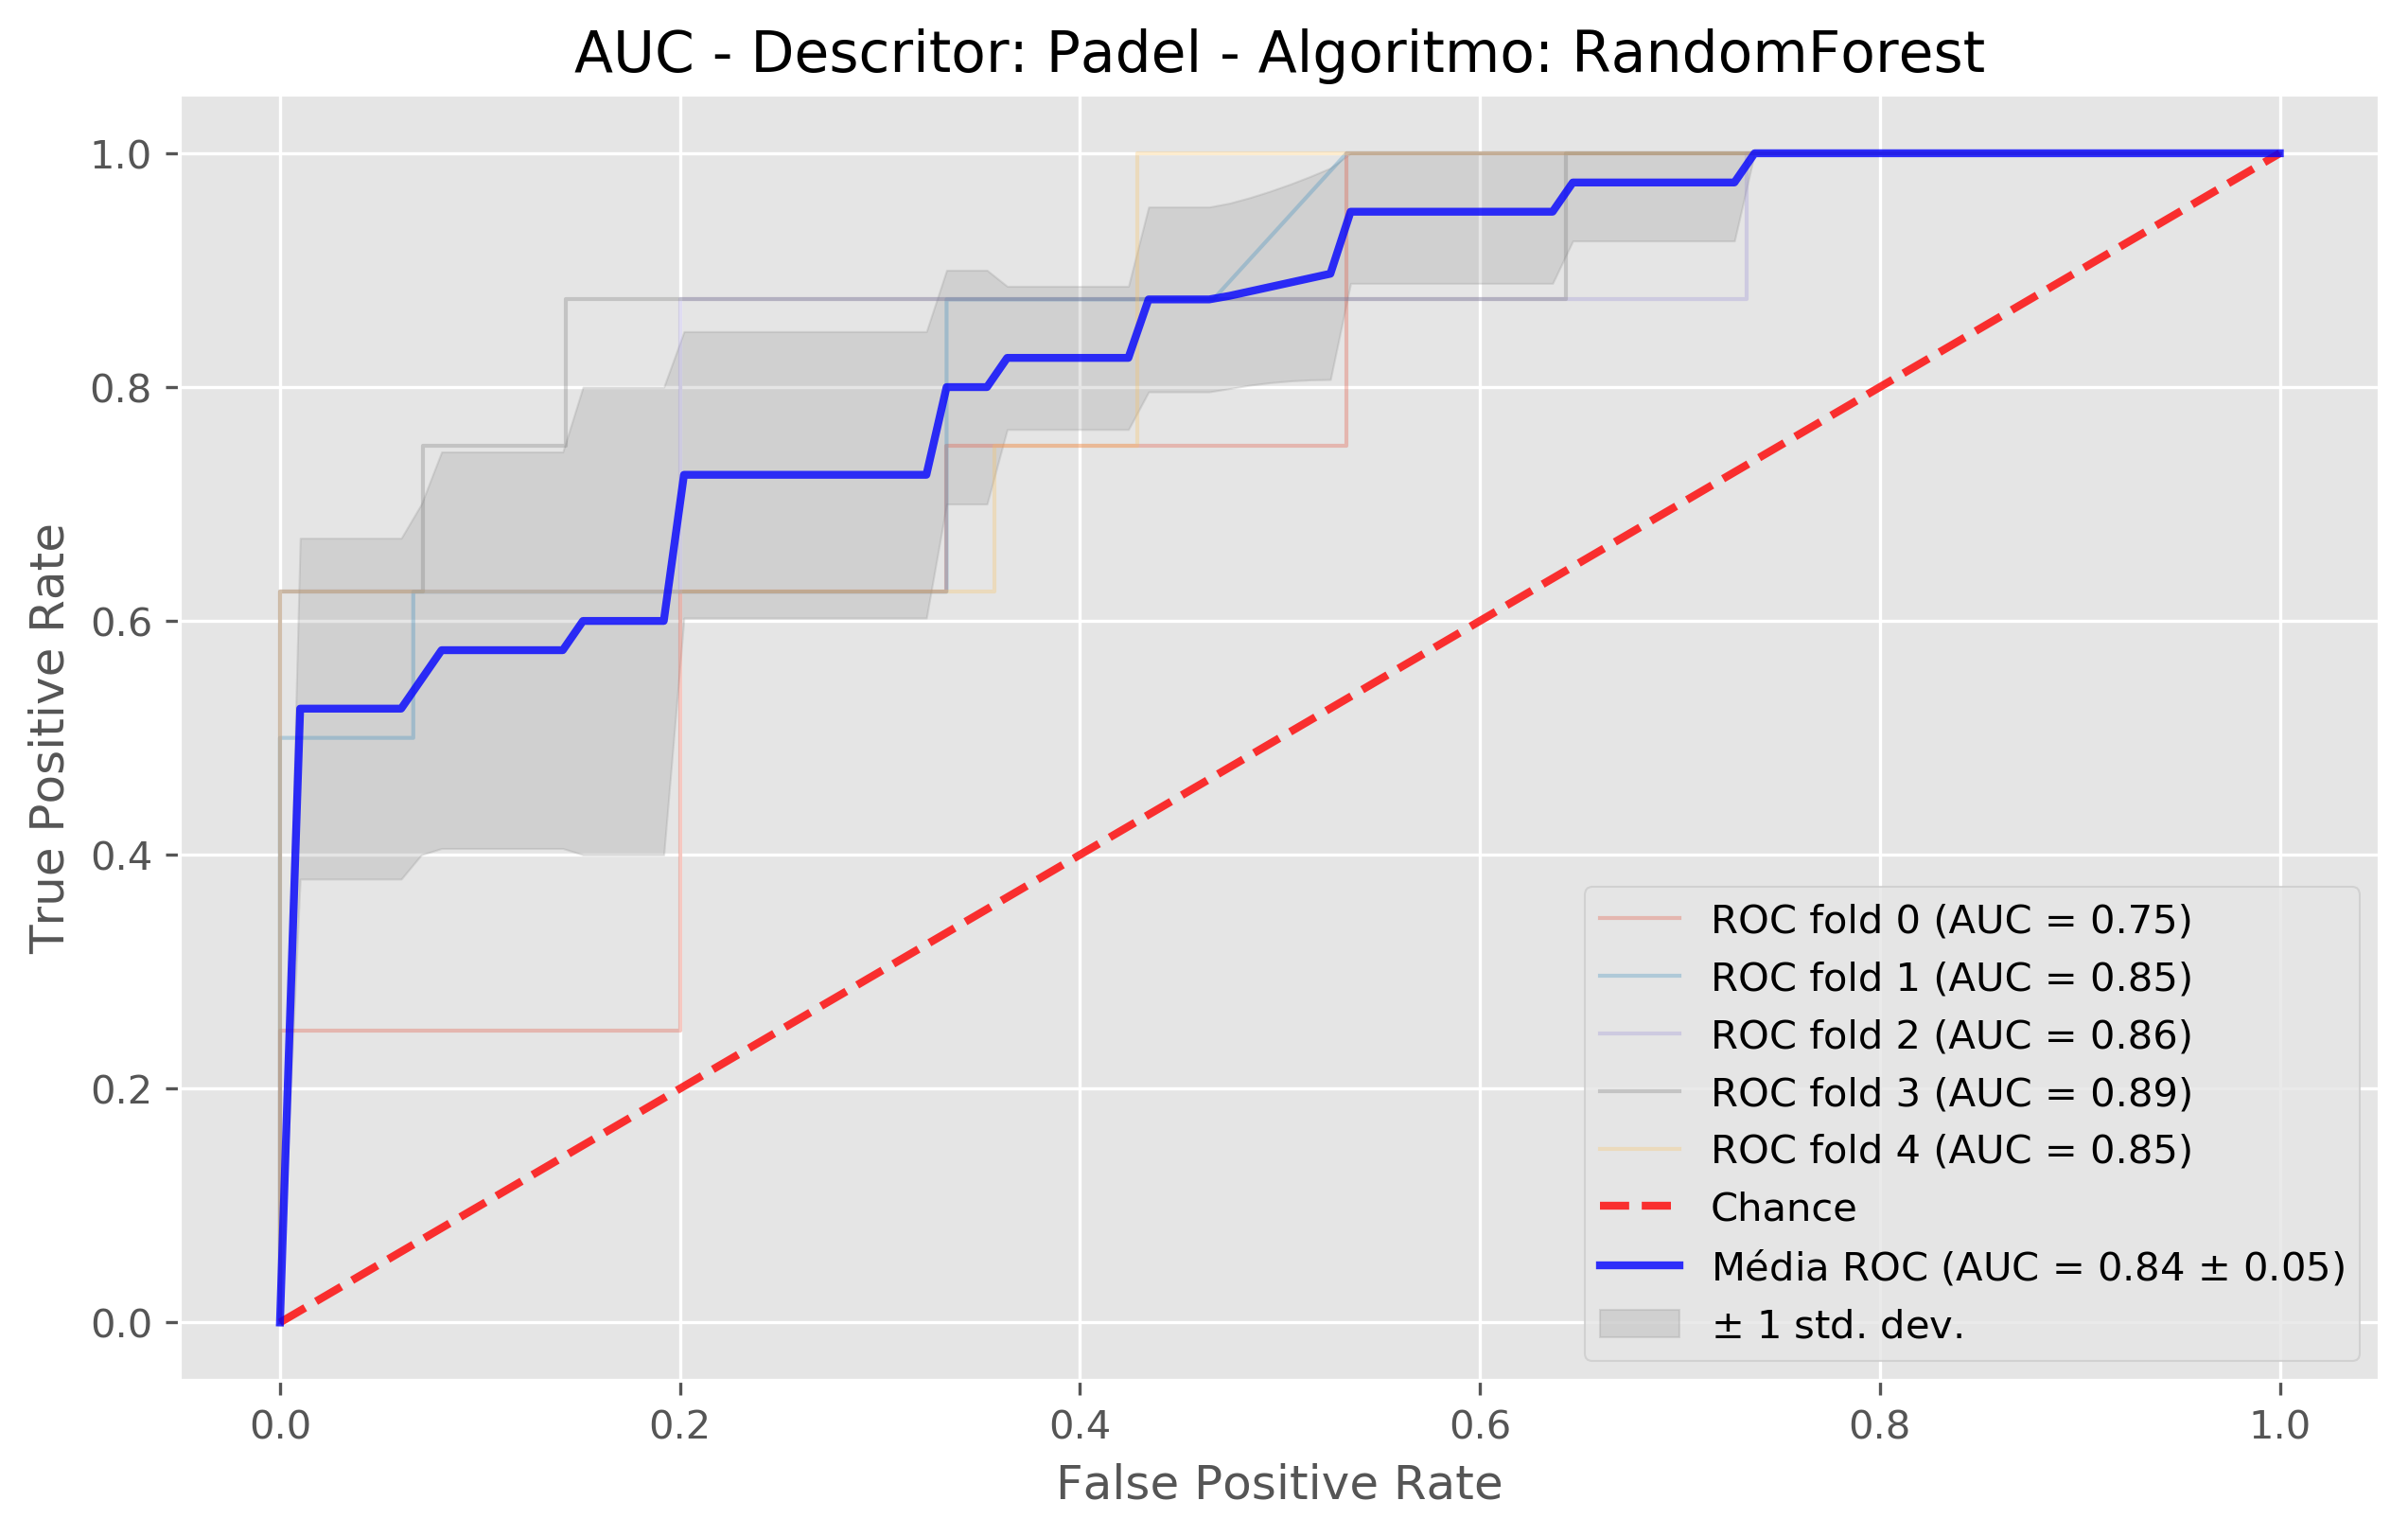 AUC - Descritor: Padel - Algoritmo: RandomForest
True Positive Rate
1.0
0.8
0.6
0.4
0.2
0.0
ROC fold 0 (AUC = 0.75)
ROC fold 1 (AUC = 0.85)
ROC fold 2 (AUC = 0.86)
ROC fold 3 (AUC = 0.89)
ROC fold 4 (AUC = 0.85)
Chance
Média ROC (AUC = 0.84 ± 0.05)
± 1 std. dev.
0.0 0.2 0.4 0.6 0.8 1.0
False Positive Rate